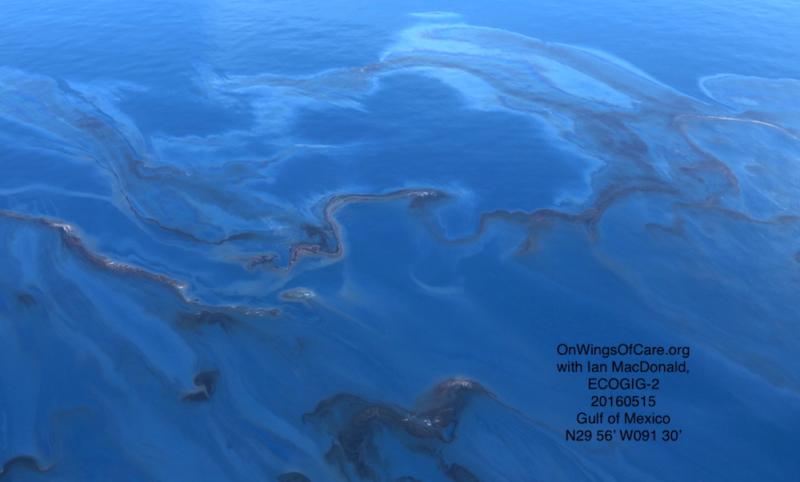 OnWingsOfCare.org
with Ian MacDonald,
ECOGIG-2
20160515
Gulf of Mexico
N29 56' W091 30'